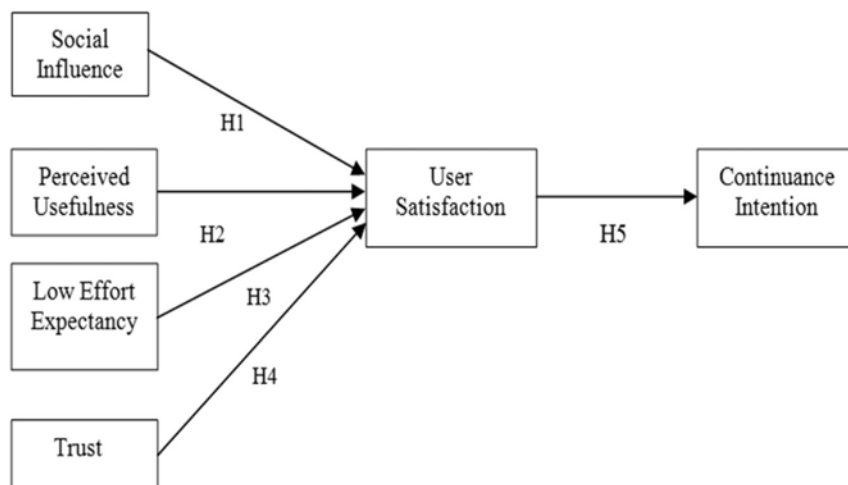 Social
Influence
H1
Perceived
Usefulness
User
Satisfaction
Continuance
Intention
H2
H5
Low Effort
Expectancy
H3
H4
Trust